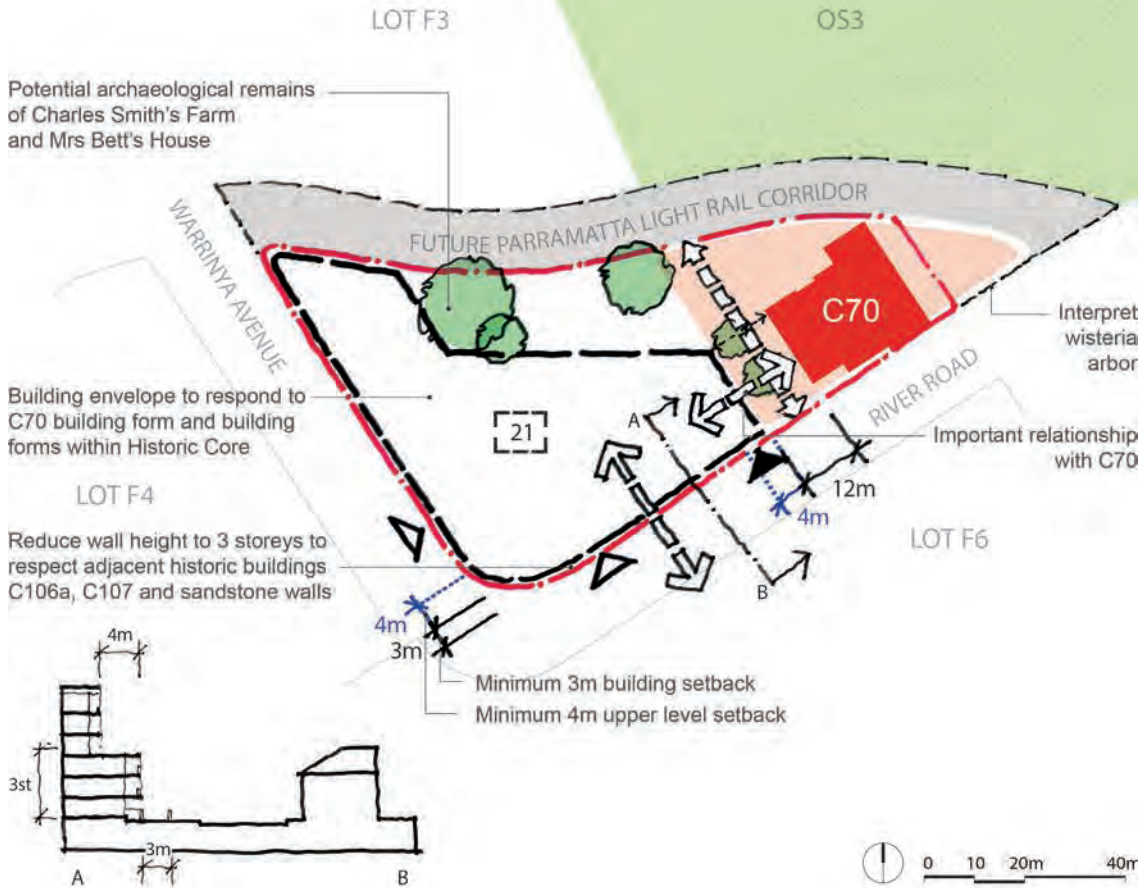 LOT F3
OS3
Potential archaeological remains
of Charles Smith's Farm
and Mrs Bett's House
WARRINYA AVENUE
FUTURE PARRAMATTA LIGHT RAIL CORRIDOR
C70
Interpret
wisteria
arbor
RIVER ROAD
Building envelope to respond to
C70 building form and building
forms within Historic Core
21
A
Important relationship
with C70
12m
4m
LOT F4
LOT F6
Reduce wall height to 3 storeys to
respect adjacent historic buildings
C106a, C107 and sandstone walls
B
4m
3m
Minimum 3m building setback
Minimum 4m upper level setback
4m
3st
3m
A
B
0 10 20m 40m